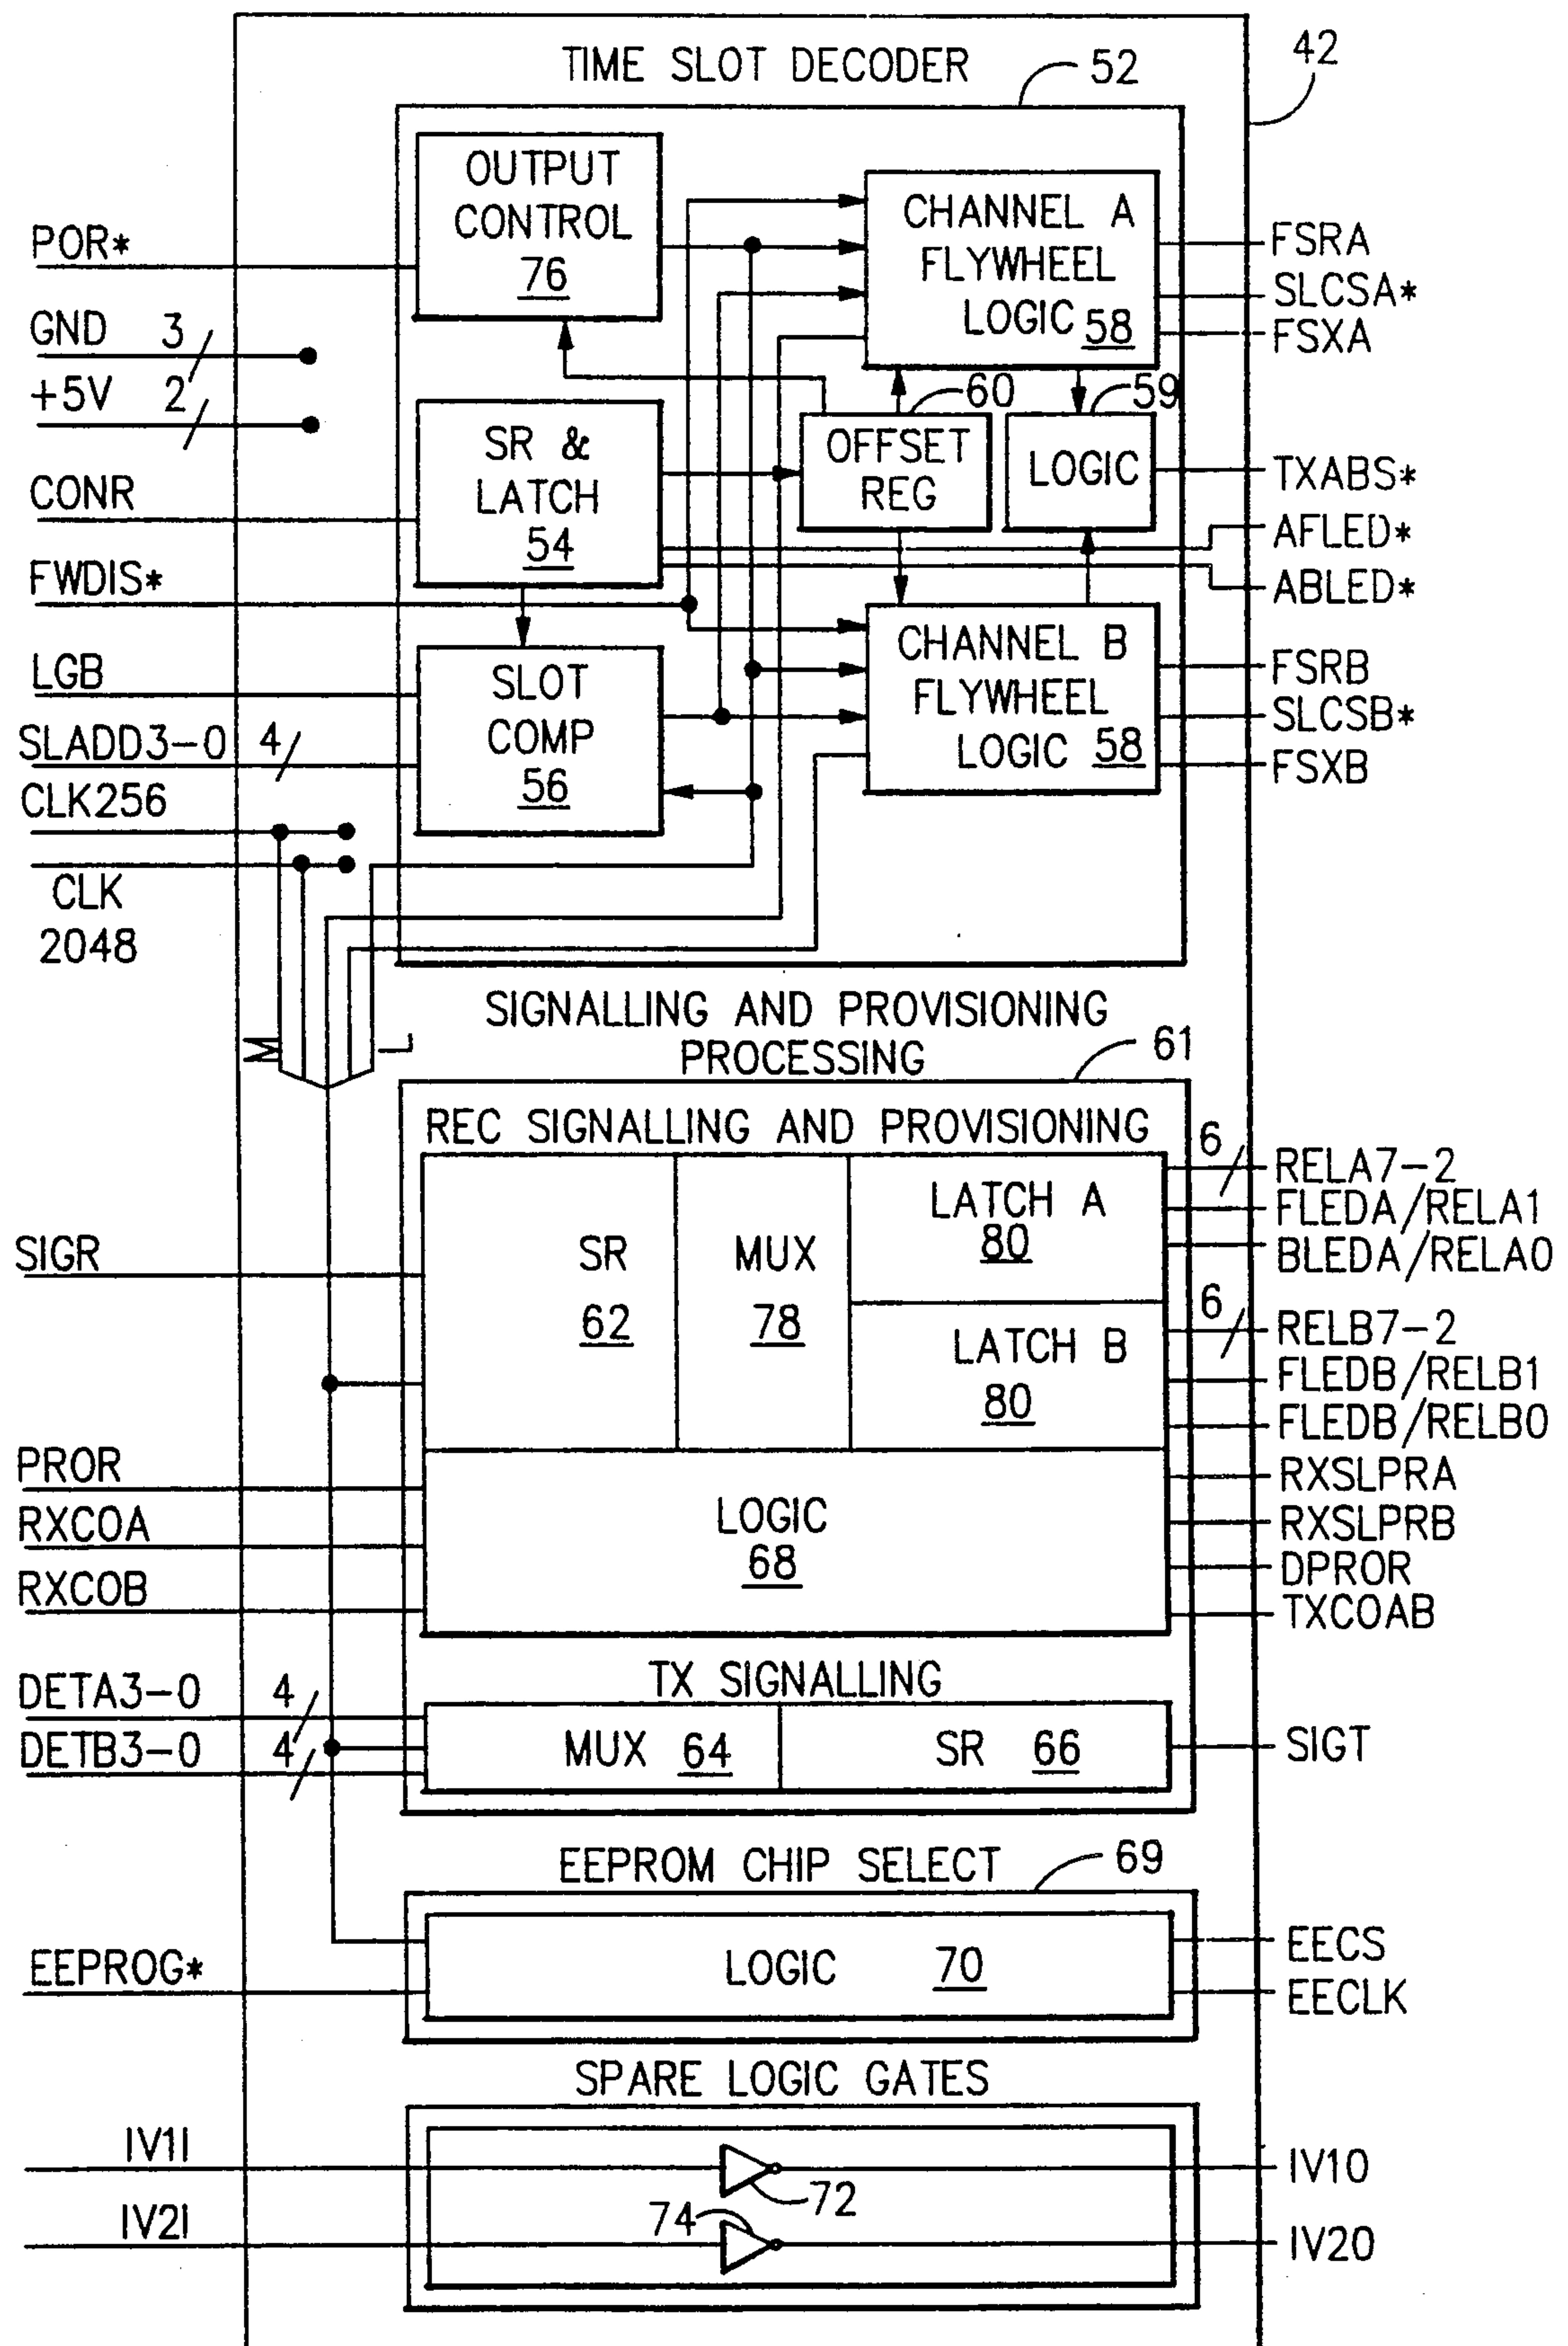 TIME SLOT DECODER
52
42
OUTPUT
CONTROL
76
CHANNEL A
FLYWHEEL
LOGIC 58
POR*
GND 3
+5V 2
CONR
FWDIS*
LGB
SLADD3-0 4
CLK256
CLK
2048
FSRA
SLCSA*
FSXA
60
59
SR &
LATCH
54
OFFSET
REG
LOGIC
TXABS*
AFLED*
ABLED*
SLOT
COMP
56
CHANNEL B
FLYWHEEL
LOGIC 58
FSRB
SLCSB*
FSXB
M
L
SIGNALLING AND PROVISIONING
PROCESSING
61
REC SIGNALLING AND PROVISIONING
SIGR
SR
62
MUX
78
LATCH A
80
LATCH B
80
6
RELA7-2
FLEDA/RELA1
BLEDA/RELA0
6
RELB7-2
FLEDB/RELB1
FLEDB/RELB0
PROR
RXCOA
RXCOB
LOGIC
68
RXSLPRA
RXSLPRB
DPROR
TXCOAB
TX SIGNALLING
DETA3-0 4
DETB3-0 4
MUX 64
SR 66
SIGT
EEPROM CHIP SELECT
69
EEPROG*
LOGIC 70
EECS
EECLK
SPARE LOGIC GATES
IV1I
72
IV1O
IV2I
74
IV2O